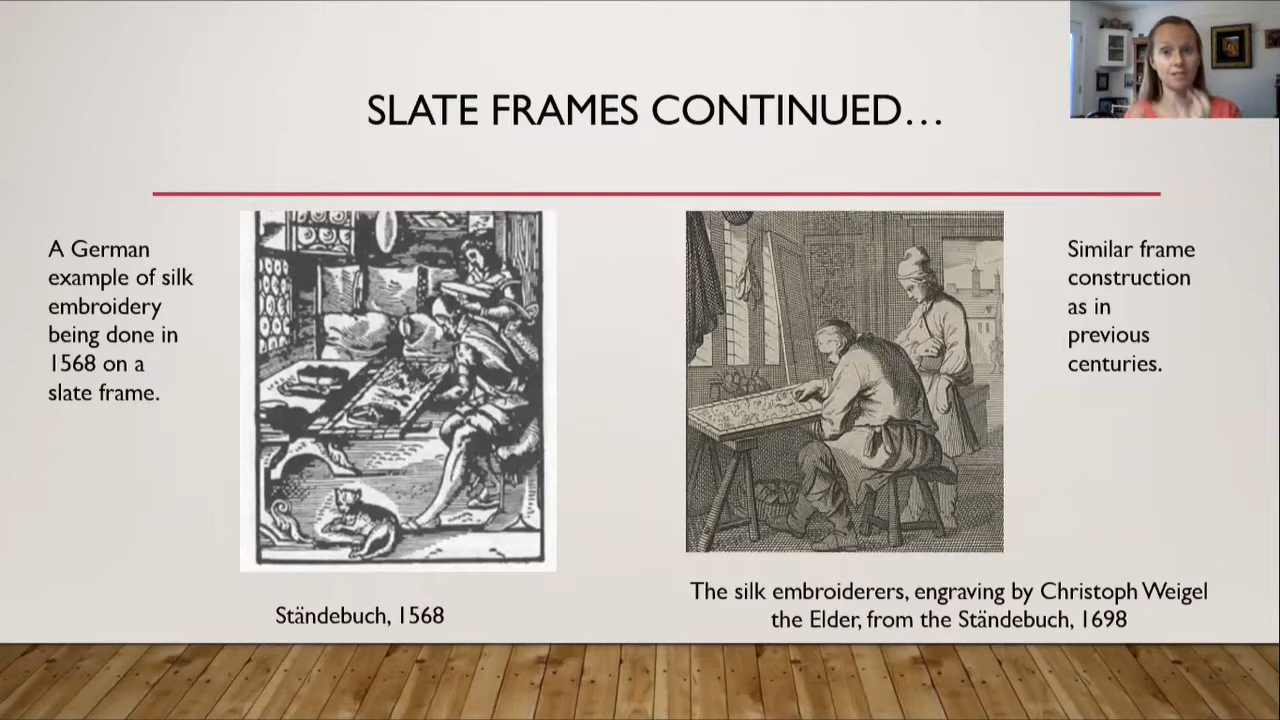 SLATE FRAMES CONTINUED…
A German
example of silk
embroidery
being done in
1568 on a
slate frame.
Similar frame
construction
as in
previous
centuries.
Ständebuch, 1568
The silk embroiderers, engraving by Christoph Weigel
the Elder, from the Ständebuch, 1698